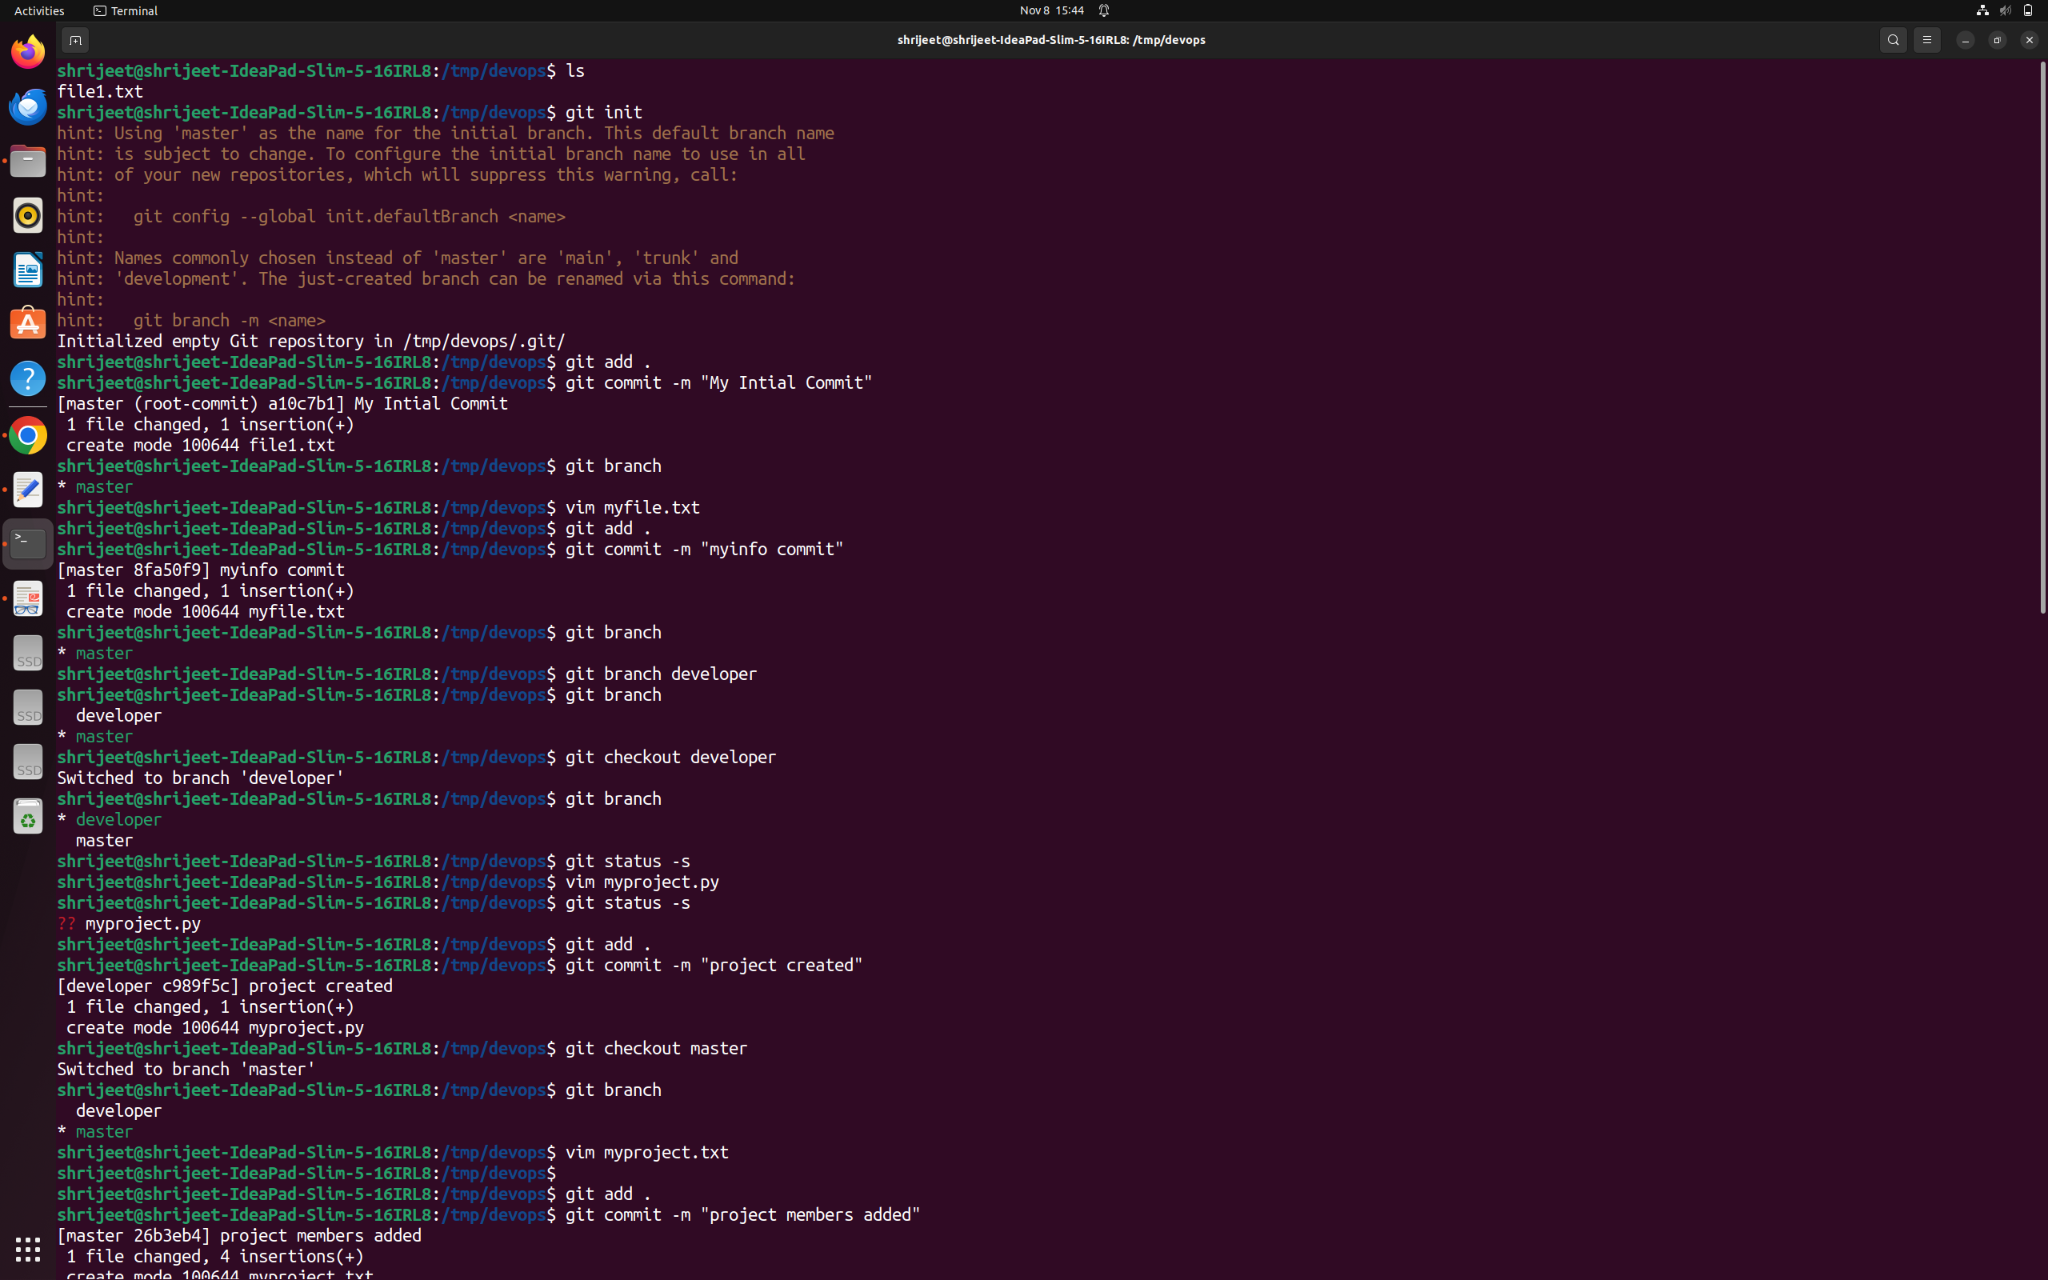 Activities
Terminal
Nov 8 15:44
shrijeet@shrijeet-IdeaPad-Slim-5-16IRL8: /tmp/devops
shrijeet@shrijeet-IdeaPad-Slim-5-16IRL8:/tmp/devops$ ls
file1.txt
shrijeet@shrijeet-IdeaPad-Slim-5-16IRL8:/tmp/devops$ git init
hint: Using 'master' as the name for the initial branch. This default branch name
hint: is subject to change. To configure the initial branch name to use in all
hint: of your new repositories, which will suppress this warning, call:
hint:
hint:   git config --global init.defaultBranch <name>
hint:
hint: Names commonly chosen instead of 'master' are 'main', 'trunk' and
hint: 'development'. The just-created branch can be renamed via this command:
hint:
hint:   git branch -m <name>
Initialized empty Git repository in /tmp/devops/.git/
shrijeet@shrijeet-IdeaPad-Slim-5-16IRL8:/tmp/devops$ git add .
shrijeet@shrijeet-IdeaPad-Slim-5-16IRL8:/tmp/devops$ git commit -m "My Intial Commit"
[master (root-commit) a10c7b1] My Intial Commit
 1 file changed, 1 insertion(+)
 create mode 100644 file1.txt
shrijeet@shrijeet-IdeaPad-Slim-5-16IRL8:/tmp/devops$ git branch
* master
shrijeet@shrijeet-IdeaPad-Slim-5-16IRL8:/tmp/devops$ vim myfile.txt
shrijeet@shrijeet-IdeaPad-Slim-5-16IRL8:/tmp/devops$ git add .
shrijeet@shrijeet-IdeaPad-Slim-5-16IRL8:/tmp/devops$ git commit -m "myinfo commit"
[master 8fa50f9] myinfo commit
 1 file changed, 1 insertion(+)
 create mode 100644 myfile.txt
shrijeet@shrijeet-IdeaPad-Slim-5-16IRL8:/tmp/devops$ git branch
* master
shrijeet@shrijeet-IdeaPad-Slim-5-16IRL8:/tmp/devops$ git branch developer
shrijeet@shrijeet-IdeaPad-Slim-5-16IRL8:/tmp/devops$ git branch
  developer
* master
shrijeet@shrijeet-IdeaPad-Slim-5-16IRL8:/tmp/devops$ git checkout developer
Switched to branch 'developer'
shrijeet@shrijeet-IdeaPad-Slim-5-16IRL8:/tmp/devops$ git branch
* developer
  master
shrijeet@shrijeet-IdeaPad-Slim-5-16IRL8:/tmp/devops$ git status -s
shrijeet@shrijeet-IdeaPad-Slim-5-16IRL8:/tmp/devops$ vim myproject.py
shrijeet@shrijeet-IdeaPad-Slim-5-16IRL8:/tmp/devops$ git status -s
?? myproject.py
shrijeet@shrijeet-IdeaPad-Slim-5-16IRL8:/tmp/devops$ git add .
shrijeet@shrijeet-IdeaPad-Slim-5-16IRL8:/tmp/devops$ git commit -m "project created"
[developer c989f5c] project created
 1 file changed, 1 insertion(+)
 create mode 100644 myproject.py
shrijeet@shrijeet-IdeaPad-Slim-5-16IRL8:/tmp/devops$ git checkout master
Switched to branch 'master'
shrijeet@shrijeet-IdeaPad-Slim-5-16IRL8:/tmp/devops$ git branch
  developer
* master
shrijeet@shrijeet-IdeaPad-Slim-5-16IRL8:/tmp/devops$ vim myproject.txt
shrijeet@shrijeet-IdeaPad-Slim-5-16IRL8:/tmp/devops$
shrijeet@shrijeet-IdeaPad-Slim-5-16IRL8:/tmp/devops$ git add .
shrijeet@shrijeet-IdeaPad-Slim-5-16IRL8:/tmp/devops$ git commit -m "project members added"
[master 26b3eb4] project members added
 1 file changed, 4 insertions(+)
 create mode 100644 myproject.txt
SSD
SSD
SSD